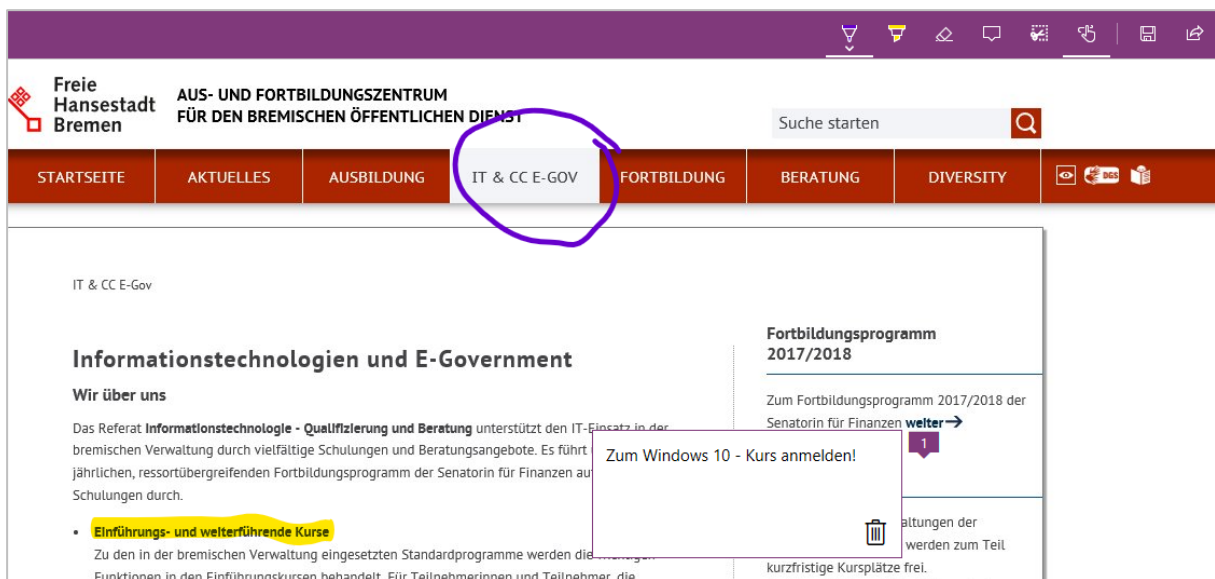 Freie
Hansestadt
Bremen
AUS- UND FORTBILDUNGSZENTRUM
FÜR DEN BREMISCHEN ÖFFENTLICHEN DIENST
Suche starten
STARTSEITE AKTUELLES AUSBILDUNG IT & CC E-GOV FORTBILDUNG BERATUNG DIVERSITY DGS
IT & CC E-Gov
Informationstechnologien und E-Government
Wir über uns
Das Referat Informationstechnologie - Qualifizierung und Beratung unterstützt den IT-Einsatz in der
bremischen Verwaltung durch vielfältige Schulungen und Beratungsangebote. Es führt
jährlichen, ressortübergreifenden Fortbildungsprogramm der Senatorin für Finanzen
Schulungen durch.
• Einführungs- und weiterführende Kurse
Zu den in der bremischen Verwaltung eingesetzten Standardprogramme werden die
Funktionen in den Einführungskursen behandelt. Für Teilnehmerinnen und Teilnehmer, die
Zum Windows 10 - Kurs anmelden!
Fortbildungsprogramm
2017/2018
Zum Fortbildungsprogramm 2017/2018 der
Senatorin für Finanzen weiter
1
altungen der
werden zum Teil
kurzfristige Kursplätze frei.